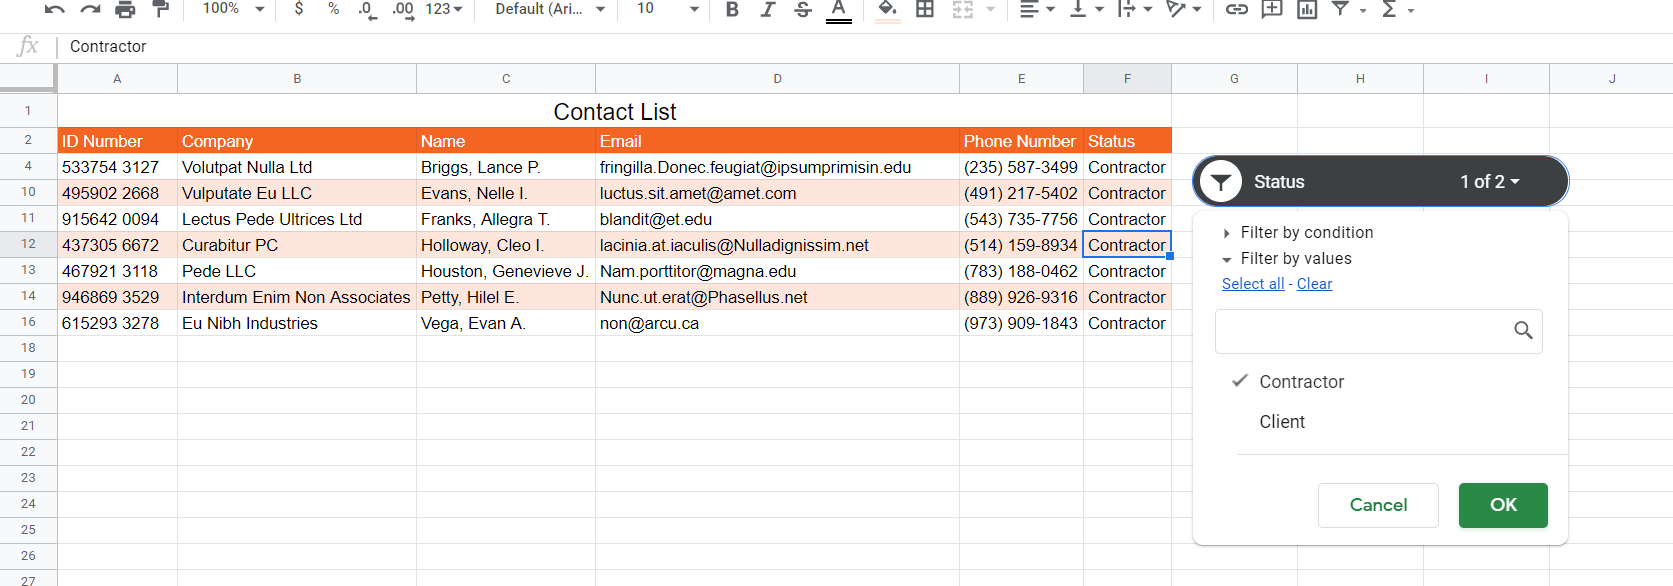 100% $ % .0 .00 123 Default (Ari... 10 B I S A
fx Contractor
A B C D E F G H I J
1 Contact List
2 ID Number Company Name Email Phone Number Status
4 533754 3127 Volutpat Nulla Ltd Briggs, Lance P. fringilla.Donec.feugiat@ipsumprimisin.edu (235) 587-3499 Contractor
10 495902 2668 Vulputate Eu LLC Evans, Nelle I. luctus.sit.amet@amet.com (491) 217-5402 Contractor
11 915642 0094 Lectus Pede Ultrices Ltd Franks, Allegra T. blandit@et.edu (543) 735-7756 Contractor
12 437305 6672 Curabitur PC Holloway, Cleo I. lacinia.at.iaculis@Nulladignissim.net (514) 159-8934 Contractor
13 467921 3118 Pede LLC Houston, Genevieve J. Nam.porttitor@magna.edu (783) 188-0462 Contractor
14 946869 3529 Interdum Enim Non Associates Petty, Hilel E. Nunc.ut.erat@Phasellus.net (889) 926-9316 Contractor
16 615293 3278 Eu Nibh Industries Vega, Evan A. non@arcu.ca (973) 909-1843 Contractor
18
19
20
21
22
23
24
25
26
27
Status 1 of 2
Filter by condition
Filter by values
Select all - Clear
Contractor
Client
Cancel OK